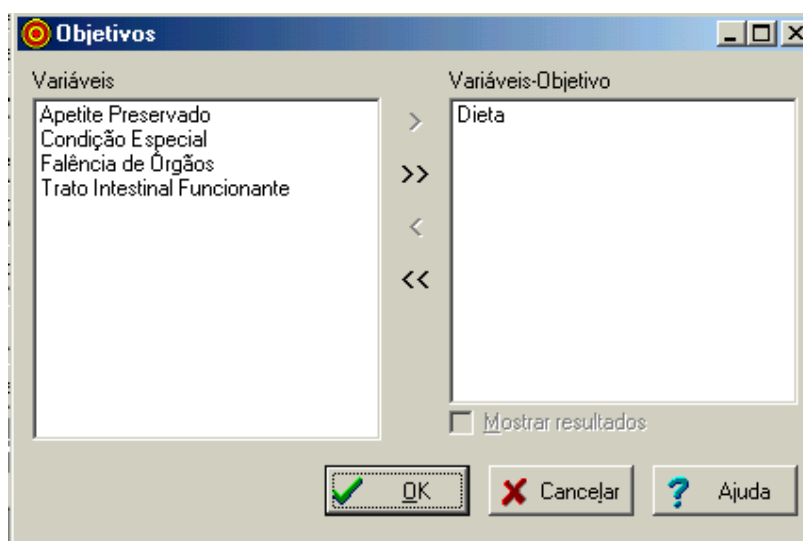 Objetivos
Variáveis
Apetite Preservado
Condição Especial
Falência de Órgãos
Trato Intestinal Funcionante
>
>>
<
<<
Variáveis-Objetivo
Dieta
Mostrar resultados
OK
Cancelar
? Ajuda